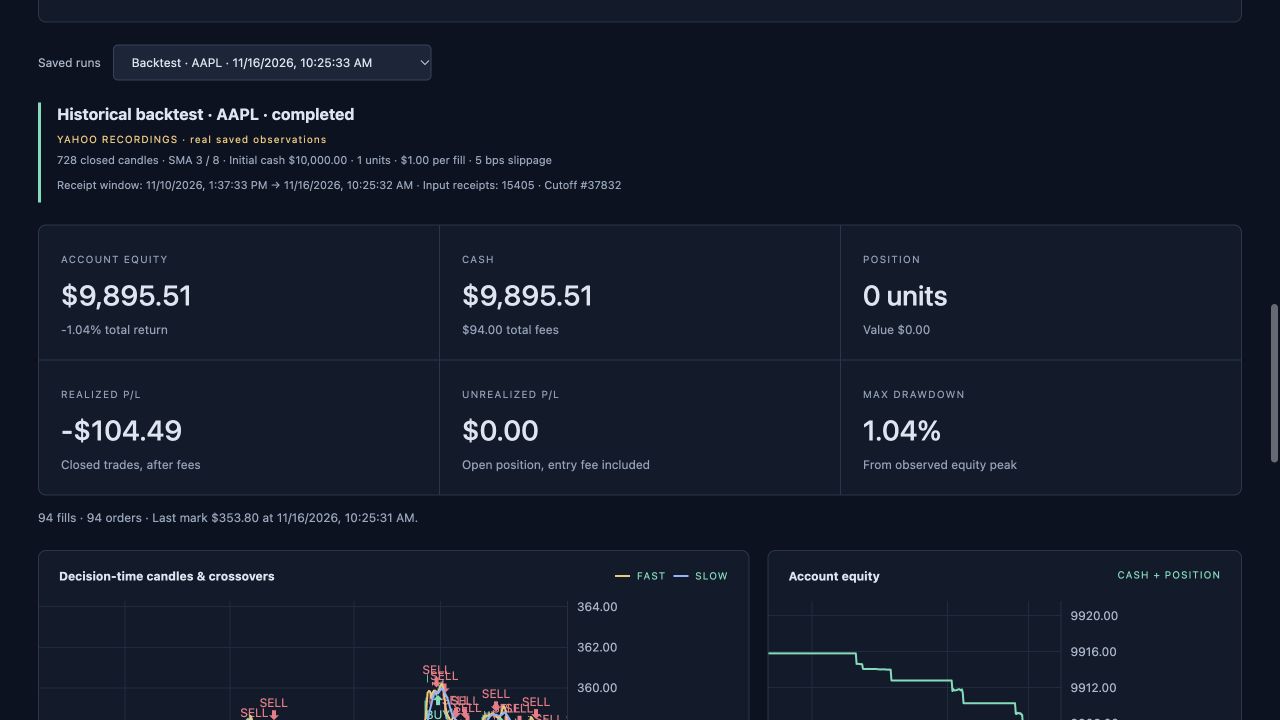 Saved runs
Backtest · AAPL · 11/16/2026, 10:25:33 AM
Historical backtest · AAPL · completed
YAHOO RECORDINGS · real saved observations
728 closed candles · SMA 3 / 8 · Initial cash $10,000.00 · 1 units · $1.00 per fill · 5 bps slippage
Receipt window: 11/10/2026, 1:37:33 PM → 11/16/2026, 10:25:32 AM · Input receipts: 15405 · Cutoff #37832
ACCOUNT EQUITY
$9,895.51
-1.04% total return
CASH
$9,895.51
$94.00 total fees
POSITION
0 units
Value $0.00
REALIZED P/L
-$104.49
Closed trades, after fees
UNREALIZED P/L
$0.00
Open position, entry fee included
MAX DRAWDOWN
1.04%
From observed equity peak
94 fills · 94 orders · Last mark $353.80 at 11/16/2026, 10:25:31 AM.
Decision-time candles & crossovers
FAST SLOW
364.00
362.00
360.00
SELL
SELL
SELL
SELL
SELL
Account equity
CASH + POSITION
9920.00
9916.00
9912.00